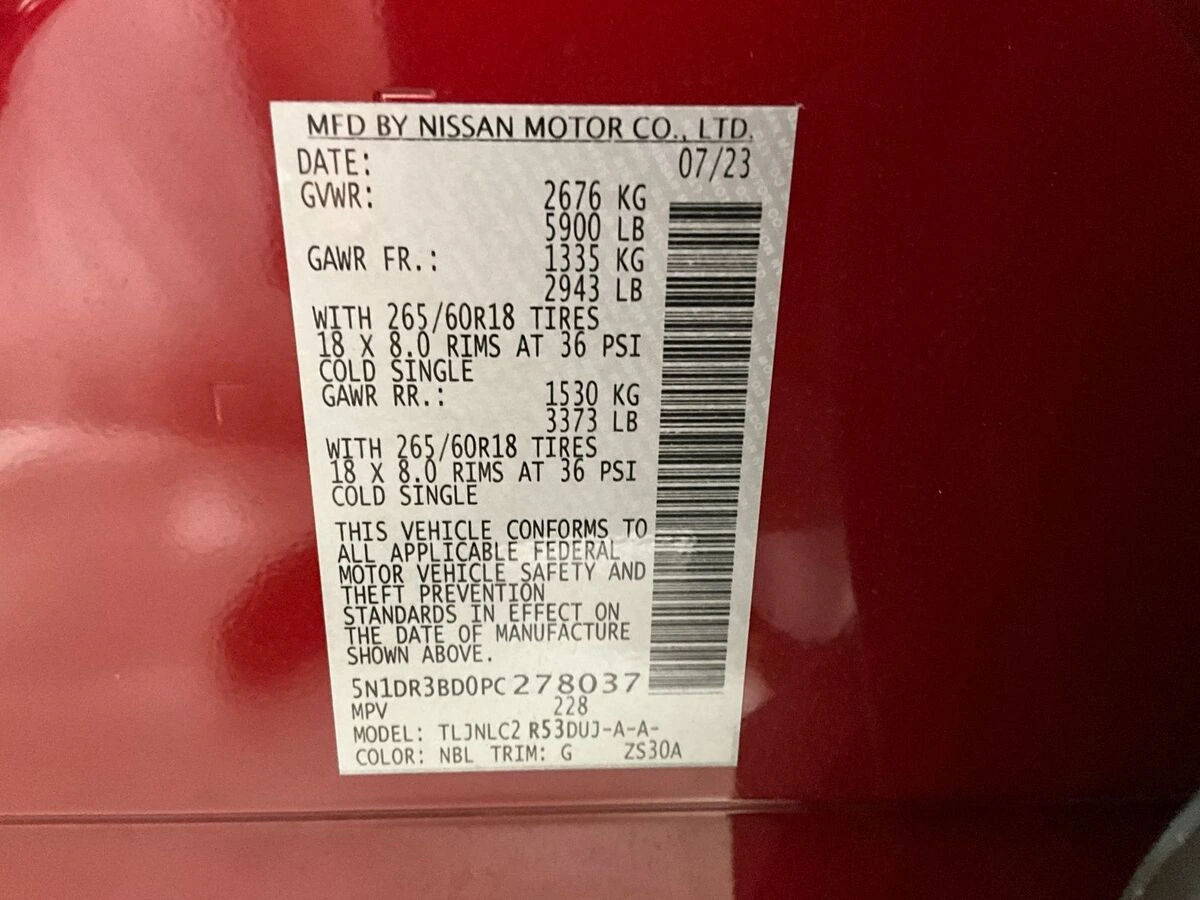 MFD BY NISSAN MOTOR CO., LTD.
DATE: 07/23
GVWR: 2676 KG
5900 LB
GAWR FR.: 1335 KG
2943 LB
WITH 265/60R18 TIRES
18 X 8.0 RIMS AT 36 PSI
COLD SINGLE
GAWR RR.: 1530 KG
3373 LB
WITH 265/60R18 TIRES
18 X 8.0 RIMS AT 36 PSI
COLD SINGLE
THIS VEHICLE CONFORMS TO
ALL APPLICABLE FEDERAL
MOTOR VEHICLE SAFETY AND
THEFT PREVENTION
STANDARDS IN EFFECT ON
THE DATE OF MANUFACTURE
SHOWN ABOVE.
5N1DR3BD0PC278037
MPV 228
MODEL: TLJNLC2 R53DUJ-A-A-
COLOR: NBL TRIM: G ZS30A